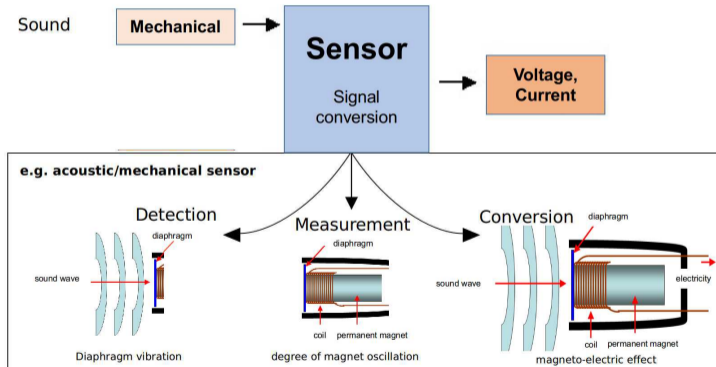 Sound
Mechanical
Sensor
Signal
conversion
Voltage,
Current
e.g. acoustic/mechanical sensor
Detection
diaphragm
sound wave
Diaphragm vibration
Measurement
diaphragm
coil
permanent magnet
degree of magnet oscillation
Conversion
diaphragm
sound wave
electricity
coil
permanent magnet
magneto-electric effect